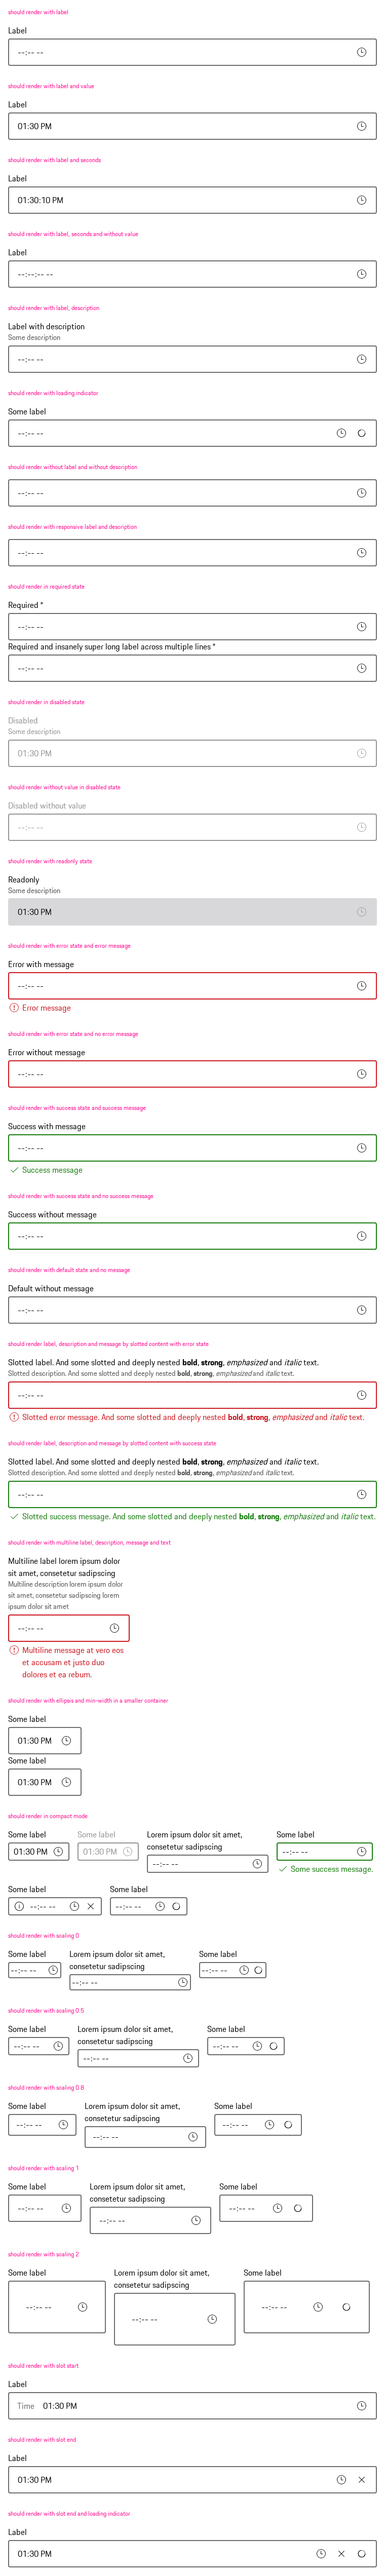 should render with label
Label
--:-- --
should render with label and value
Label
01:30 PM
should render with label and seconds
Label
01:30:10 PM
should render with label, seconds and without value
Label
--:--:-- --
should render with label, description
Label with description
Some description
--:-- --
should render with loading indicator
Some label
--:-- --
should render without label and without description
--:-- --
should render with responsive label and description
--:-- --
should render in required state
Required *
--:-- --
Required and insanely super long label across multiple lines *
--:-- --
should render in disabled state
Disabled
Some description
01:30 PM
should render without value in disabled state
Disabled without value
--:-- --
should render with readonly state
Readonly
Some description
01:30 PM
should render with error state and error message
Error with message
--:-- --
Error message
should render with error state and no error message
Error without message
--:-- --
should render with success state and success message
Success with message
--:-- --
Success message
should render with success state and no success message
Success without message
--:-- --
should render with default state and no message
Default without message
--:-- --
should render label, description and message by slotted content with error state
Slotted label. And some slotted and deeply nested bold, strong, emphasized and italic text.
Slotted description. And some slotted and deeply nested bold, strong, emphasized and italic text.
--:-- --
Slotted error message. And some slotted and deeply nested bold, strong, emphasized and italic text.
should render label, description and message by slotted content with success state
Slotted label. And some slotted and deeply nested bold, strong, emphasized and italic text.
Slotted description. And some slotted and deeply nested bold, strong, emphasized and italic text.
--:-- --
Slotted success message. And some slotted and deeply nested bold, strong, emphasized and italic text.
should render with multiline label, description, message and text
Multiline label lorem ipsum dolor
sit amet, consetetur sadipscing
Multiline description lorem ipsum dolor
sit amet, consetetur sadipscing lorem
ipsum dolor sit amet
--:-- --
Multiline message at vero eos
et accusam et justo duo
dolores et ea rebum.
should render with ellipsis and min-width in a smaller container
Some label
01:30 PM
Some label
01:30 PM
should render in compact mode
Some label
01:30 PM
Some label
01:30 PM
Lorem ipsum dolor sit amet,
consetetur sadipscing
--:-- --
Some label
--:-- --
Some success message.
Some label
--:-- --
Some label
--:-- --
should render with scaling 0
Some label
--:-- --
Lorem ipsum dolor sit amet,
consetetur sadipscing
--:-- --
Some label
--:-- --
should render with scaling 0.5
Some label
--:-- --
Lorem ipsum dolor sit amet,
consetetur sadipscing
--:-- --
Some label
--:-- --
should render with scaling 0.8
Some label
--:-- --
Lorem ipsum dolor sit amet,
consetetur sadipscing
--:-- --
Some label
--:-- --
should render with scaling 1
Some label
--:-- --
Lorem ipsum dolor sit amet,
consetetur sadipscing
--:-- --
Some label
--:-- --
should render with scaling 2
Some label
--:-- --
Lorem ipsum dolor sit amet,
consetetur sadipscing
--:-- --
Some label
--:-- --
should render with slot start
Label
Time 01:30 PM
should render with slot end
Label
01:30 PM
should render with slot end and loading indicator
Label
01:30 PM